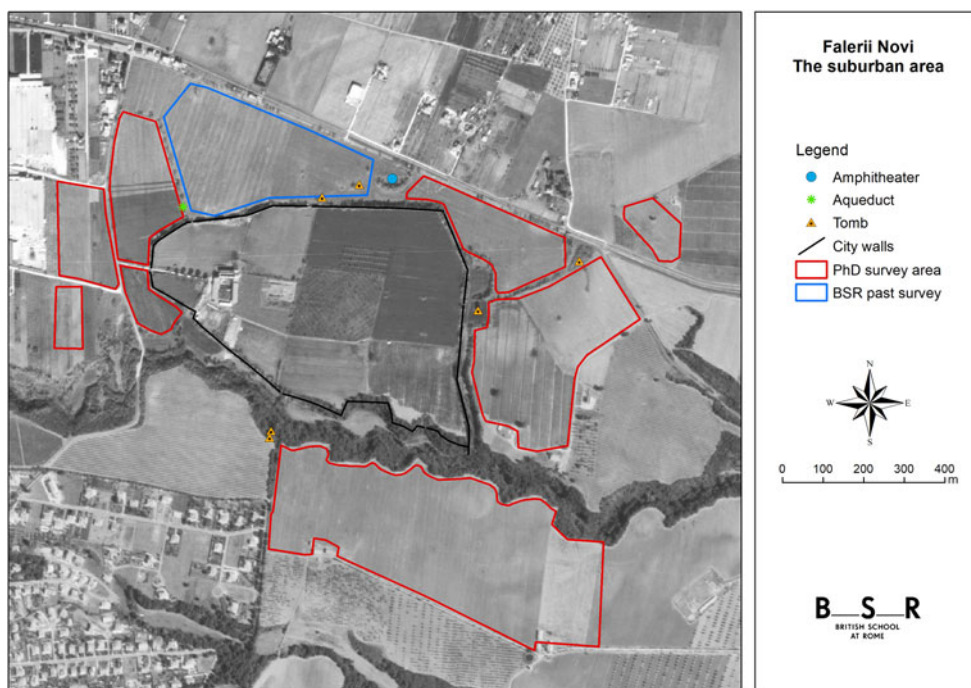 Falerii Novi
The suburban area
Legend
Amphitheater
Aqueduct
Tomb
City walls
PhD survey area
BSR past survey
N
W E
S
0 100 200 300 400
m
B S R
BRITISH SCHOOL
AT ROME